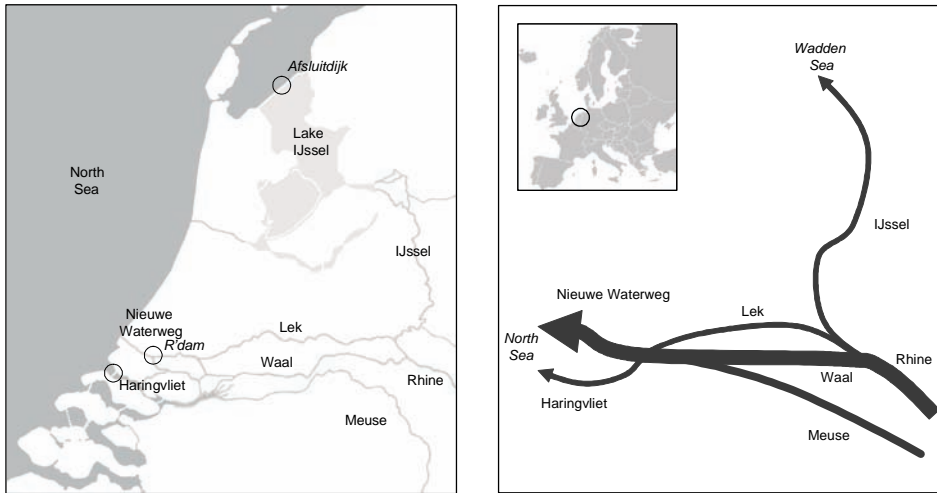 Afsluitdijk
Lake
IJssel
North
Sea
IJssel
Nieuwe
Waterweg
R'dam
Lek
Waal
Rhine
Haringvliet
Meuse
Wadden
Sea
IJssel
Nieuwe Waterweg
Lek
North
Sea
Rhine
Waal
Haringvliet
Meuse